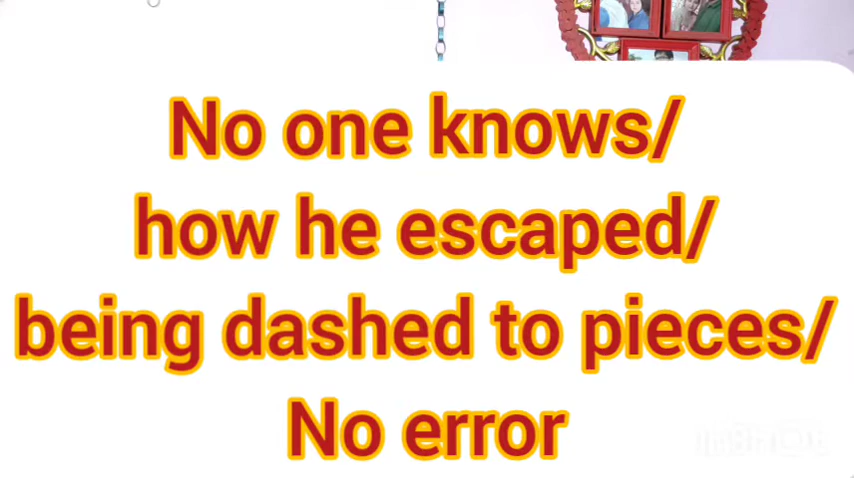 No one knows/
how he escaped/
being dashed to pieces/
No error